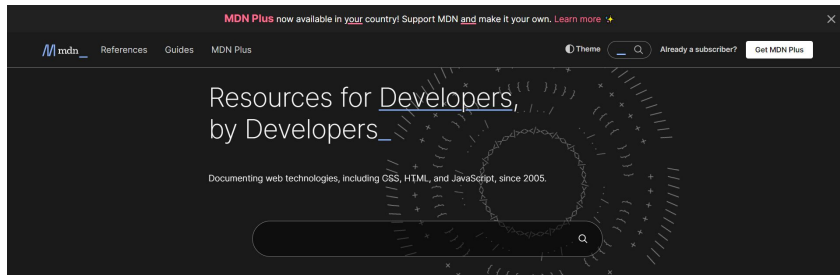 MDN Plus now available in your country! Support MDN and make it your own. Learn more ✨
mdn_ References Guides MDN Plus Theme Already a subscriber? Get MDN Plus
Resources for Developers,
by Developers_
Documenting web technologies, including CSS, HTML, and JavaScript, since 2005.